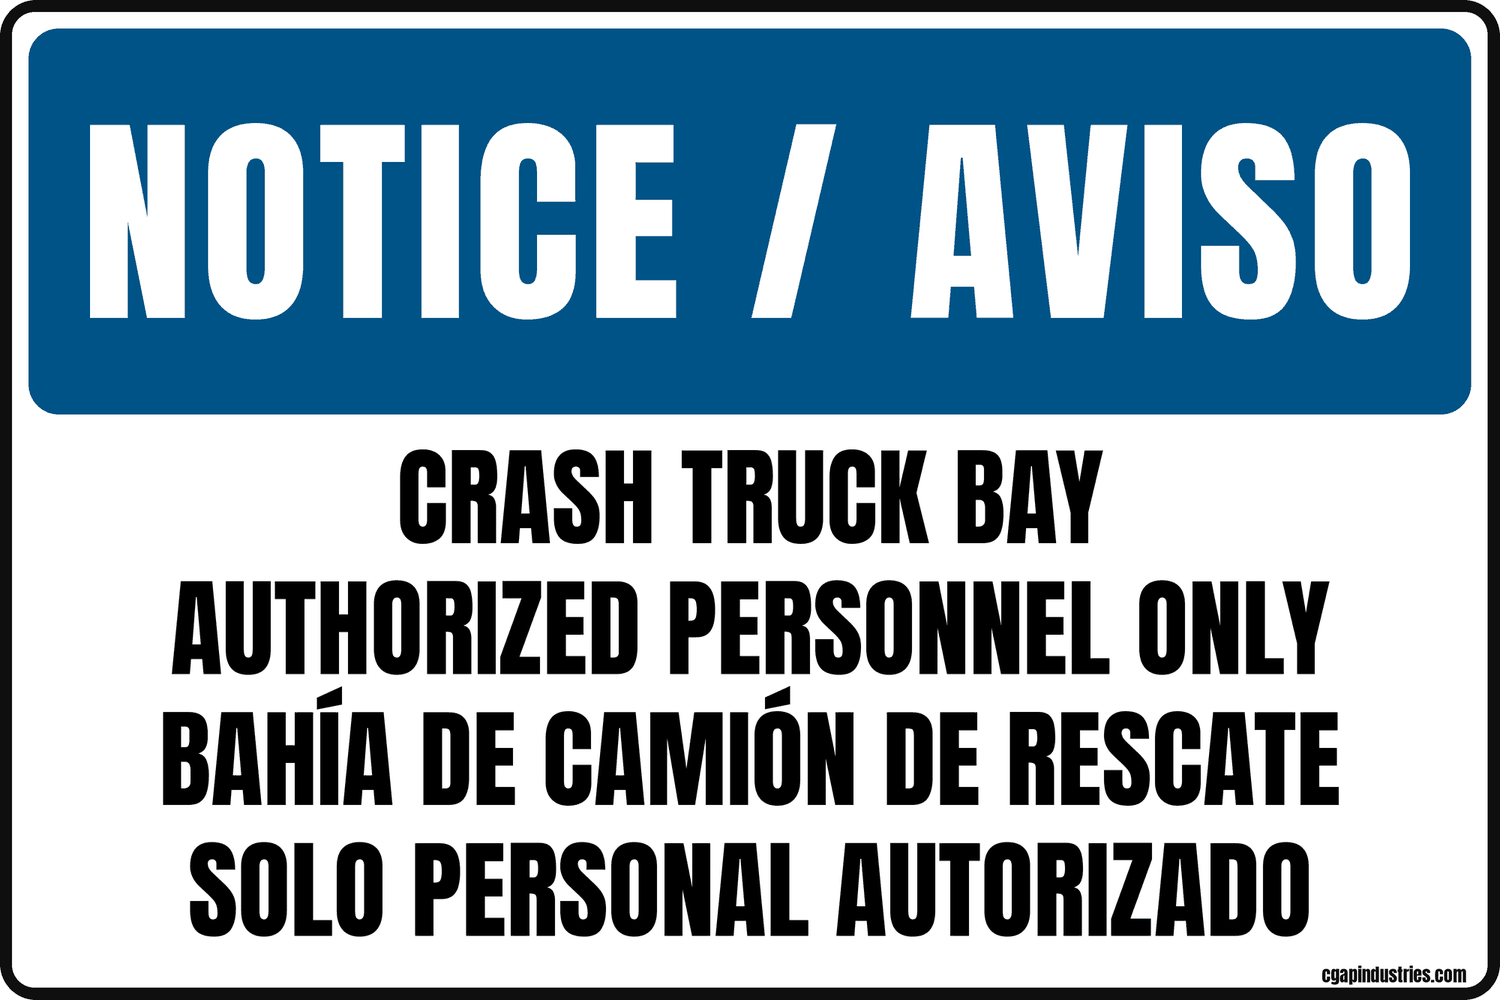 NOTICE / AVISO
CRASH TRUCK BAY
AUTHORIZED PERSONNEL ONLY
BAHÍA DE CAMIÓN DE RESCATE
SOLO PERSONAL AUTORIZADO
cgapindustries.com